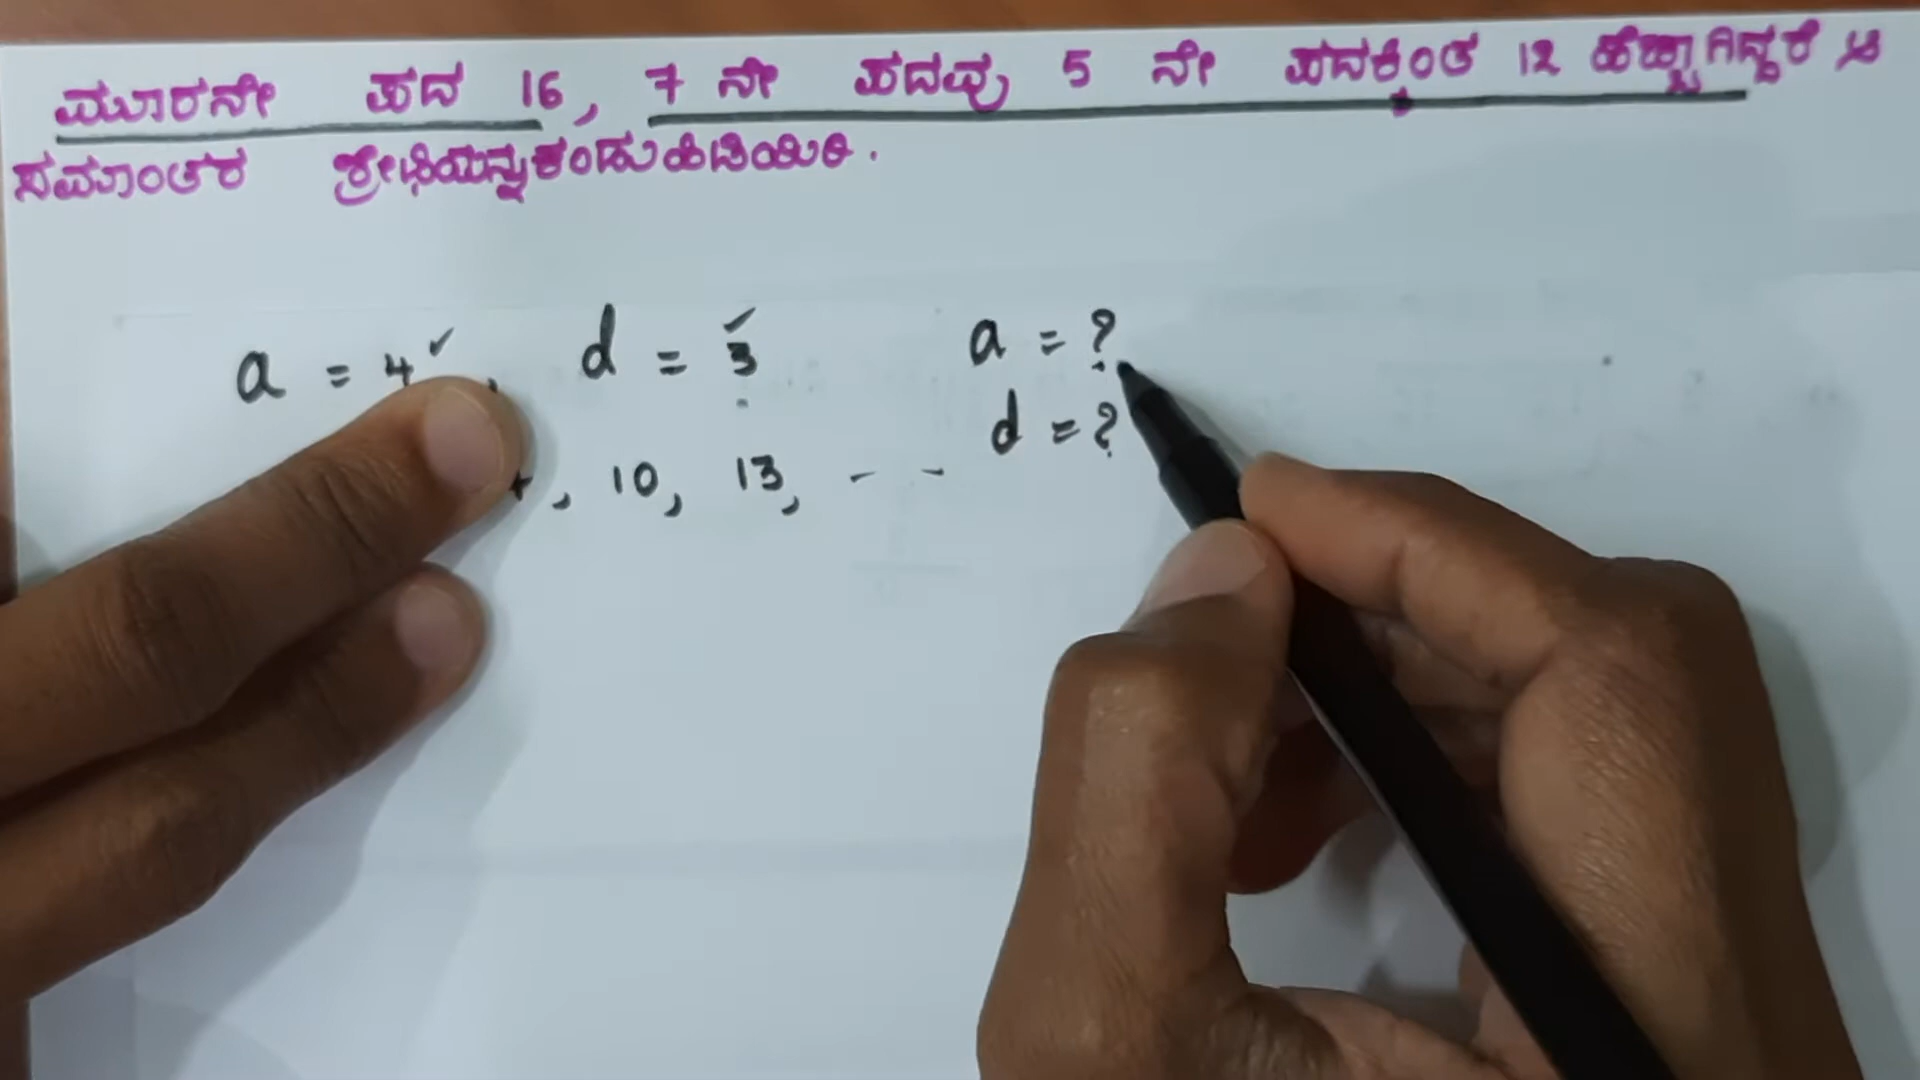 ಮೂರನೇ ಪದ 16, 7 ನೇ ಪದವು 5 ನೇ ಪದಕ್ಕಿಂತ 12 ಹೆಚ್ಚಾಗಿದ್ದರೆ ಆ
ಸಮಾಂತರ ಶ್ರೇಢಿಯನ್ನು ಕಂಡುಹಿಡಿಯಿರಿ.
a = 4 ✓, d = 3 ✓ a = ?
d = ?
, 10, 13, - -